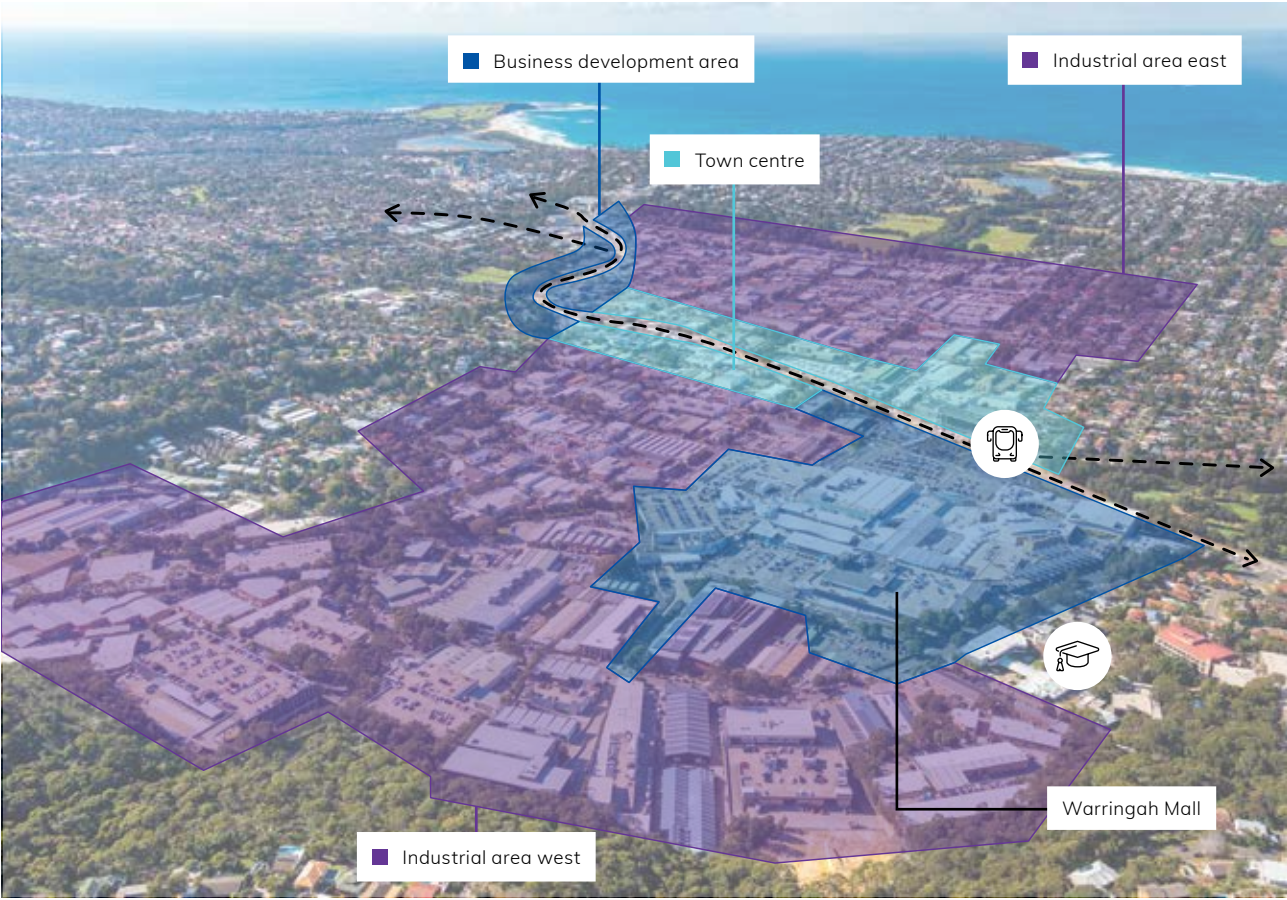 Business development area
Industrial area east
Town centre
Warringah Mall
Industrial area west